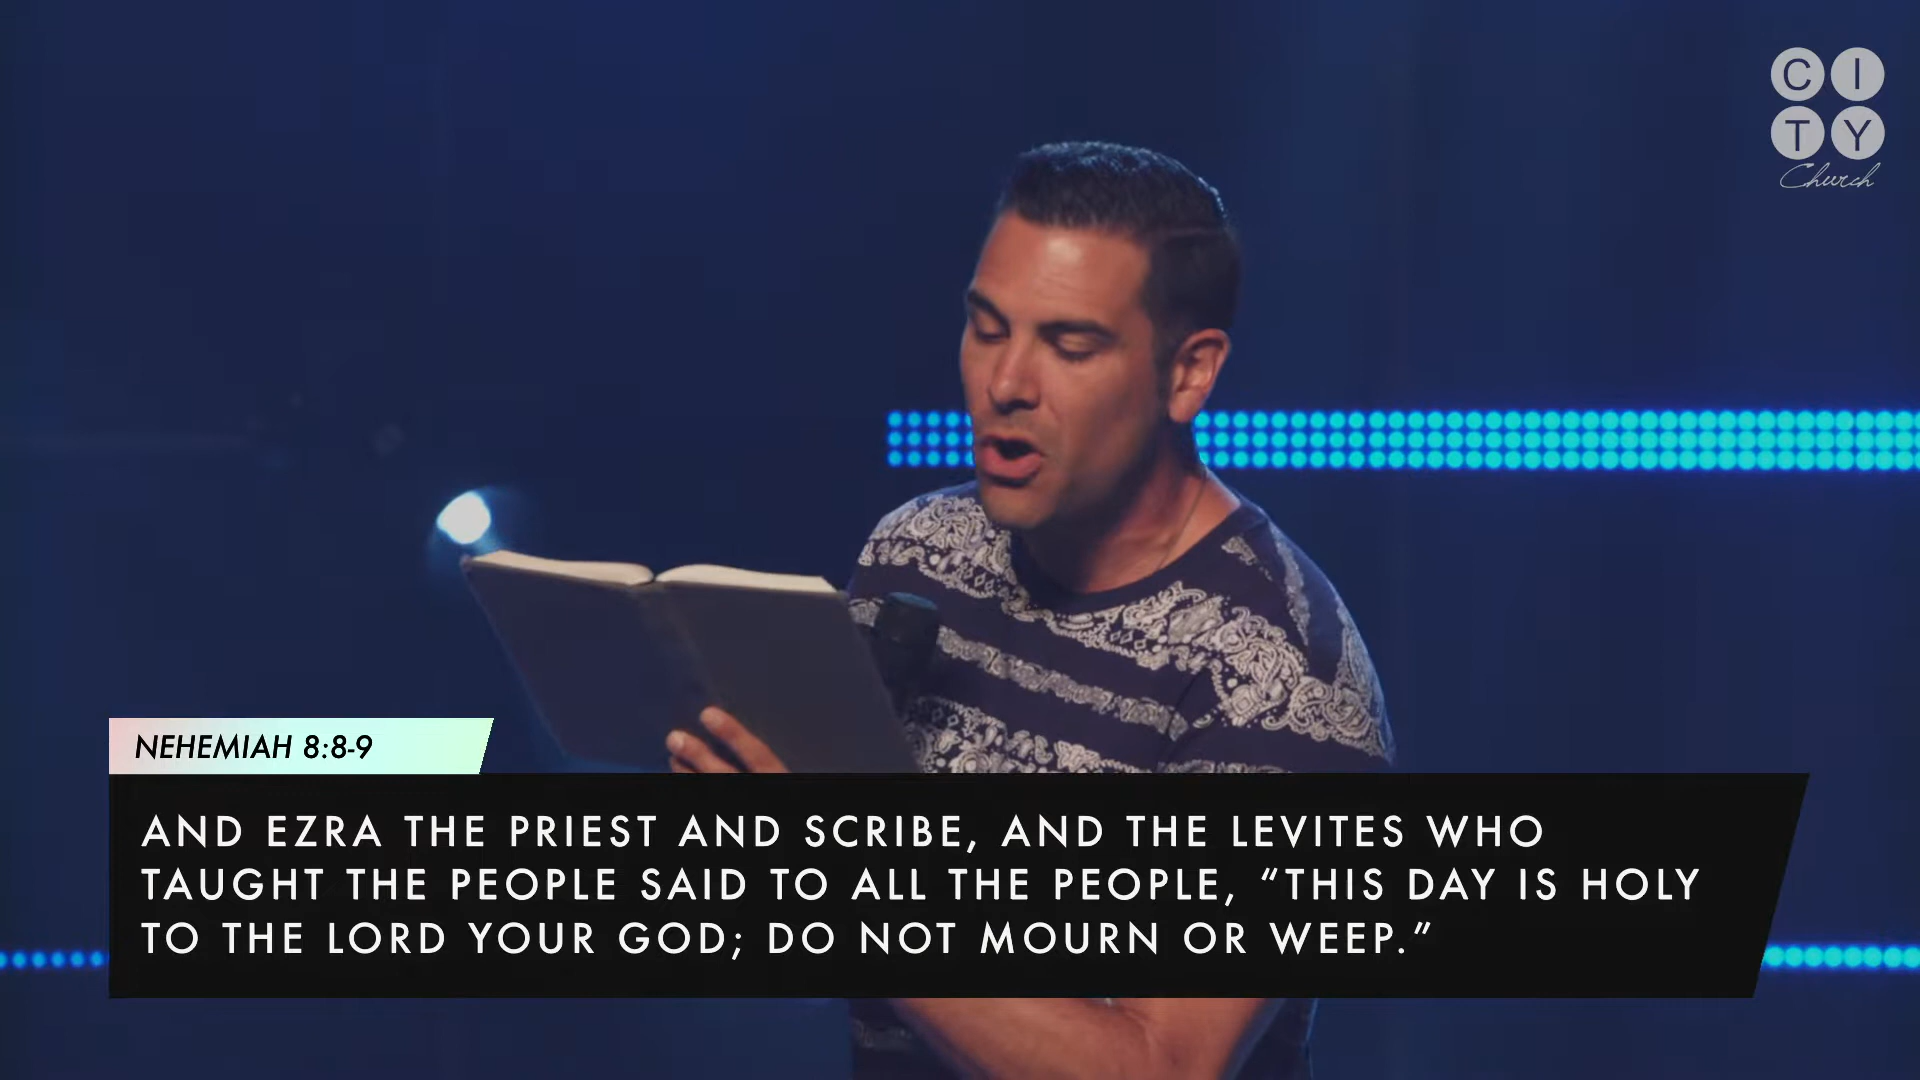 C I
T Y
Church
NEHEMIAH 8:8-9
AND EZRA THE PRIEST AND SCRIBE, AND THE LEVITES WHO
TAUGHT THE PEOPLE SAID TO ALL THE PEOPLE, “THIS DAY IS HOLY
TO THE LORD YOUR GOD; DO NOT MOURN OR WEEP.”